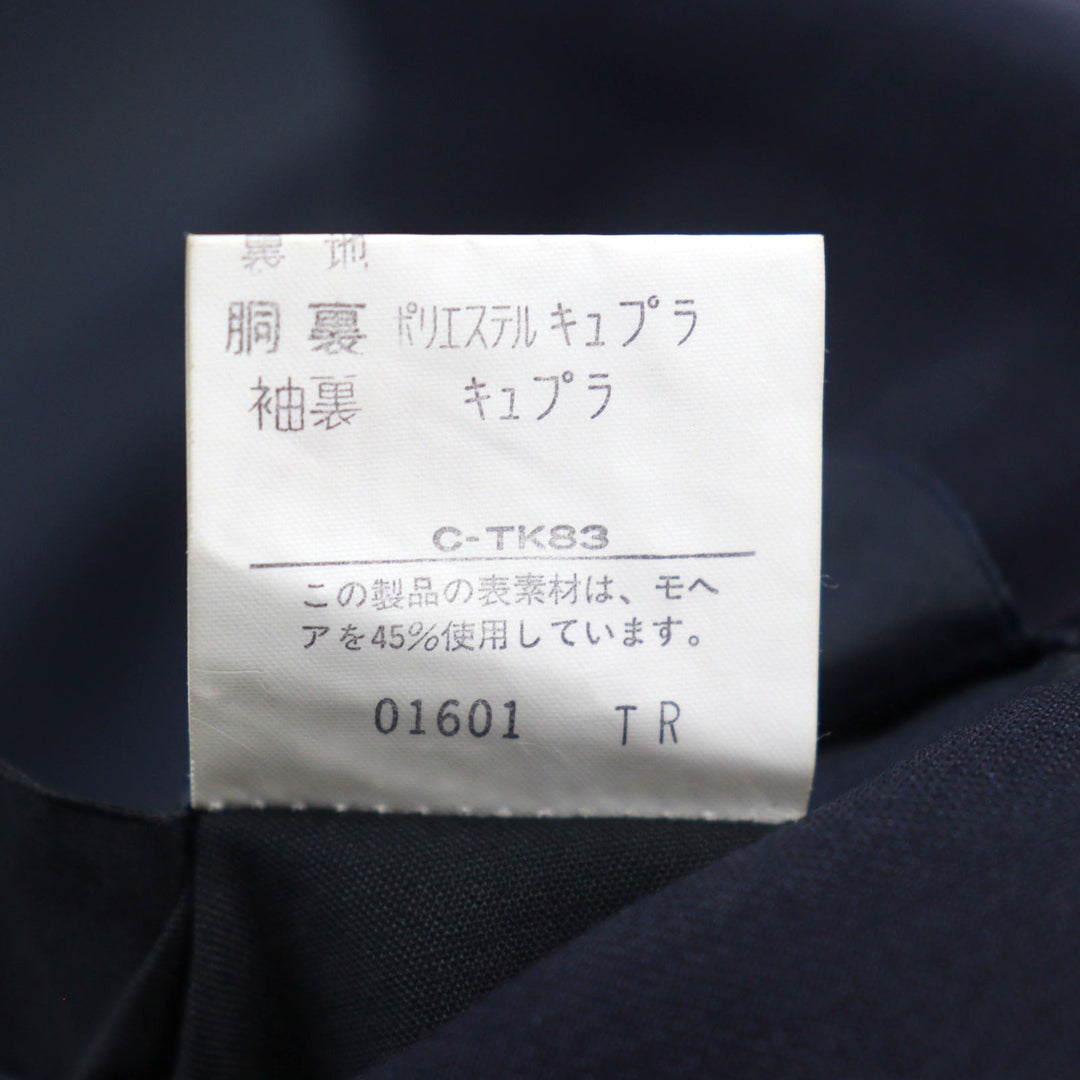 裏 地
胴 裏 ポリエステル キュプラ
袖裏 キュプラ
C-TK83
この製品の表素材は、モヘ
アを45%使用しています。
01601 TR